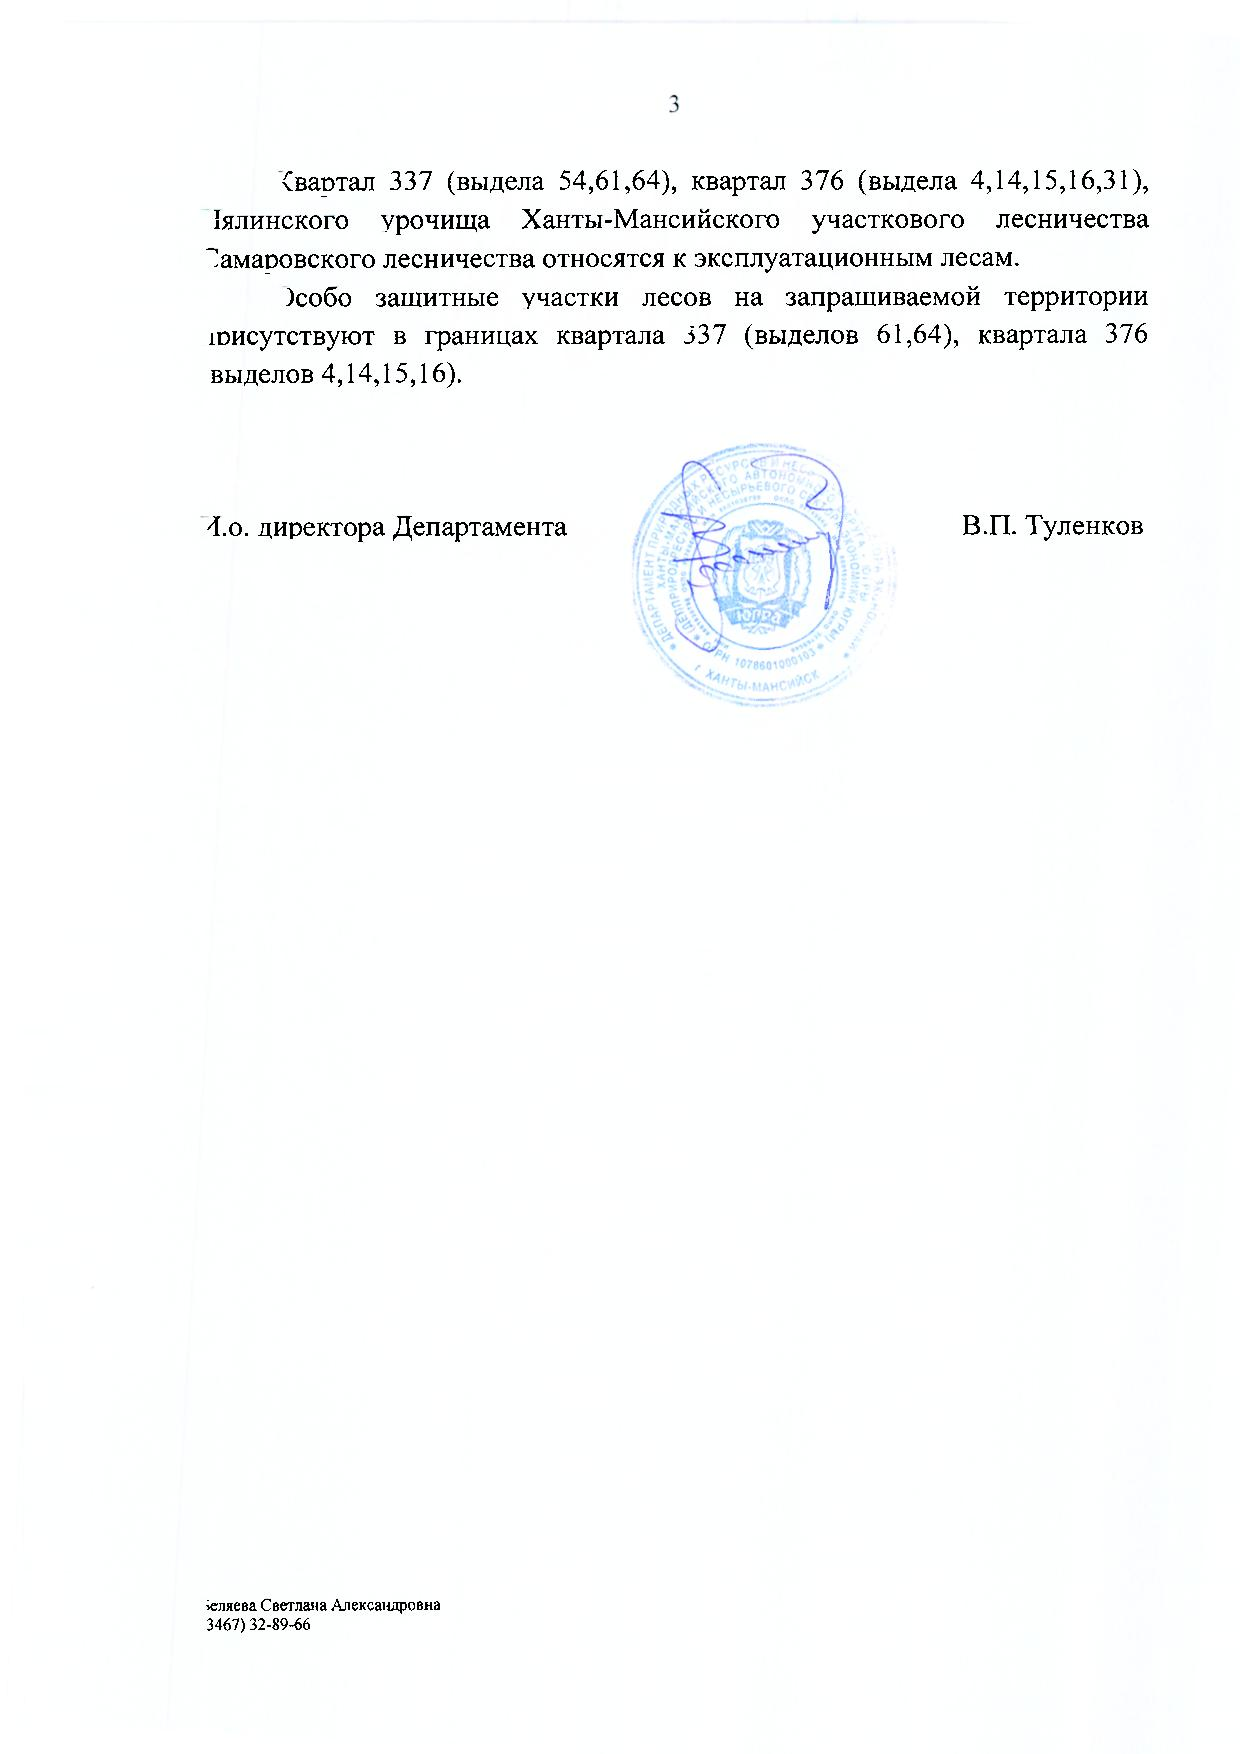 3
Квартал 337 (выдела 54,61,64), квартал 376 (выдела 4,14,15,16,31),
Нялинского урочища Ханты-Мансийского участкового лесничества
Самаровского лесничества относятся к эксплуатационным лесам.
Особо защитные участки лесов на запрашиваемой территории
присутствуют в границах квартала 337 (выделов 61,64), квартала 376
выделов 4,14,15,16).
И.о. директора Департамента В.П. Туленков
ОГРН 1078601000103
г. ХАНТЫ-МАНСИЙСК
ЮГРА
Беляева Светлана Александровна
3467) 32-89-66